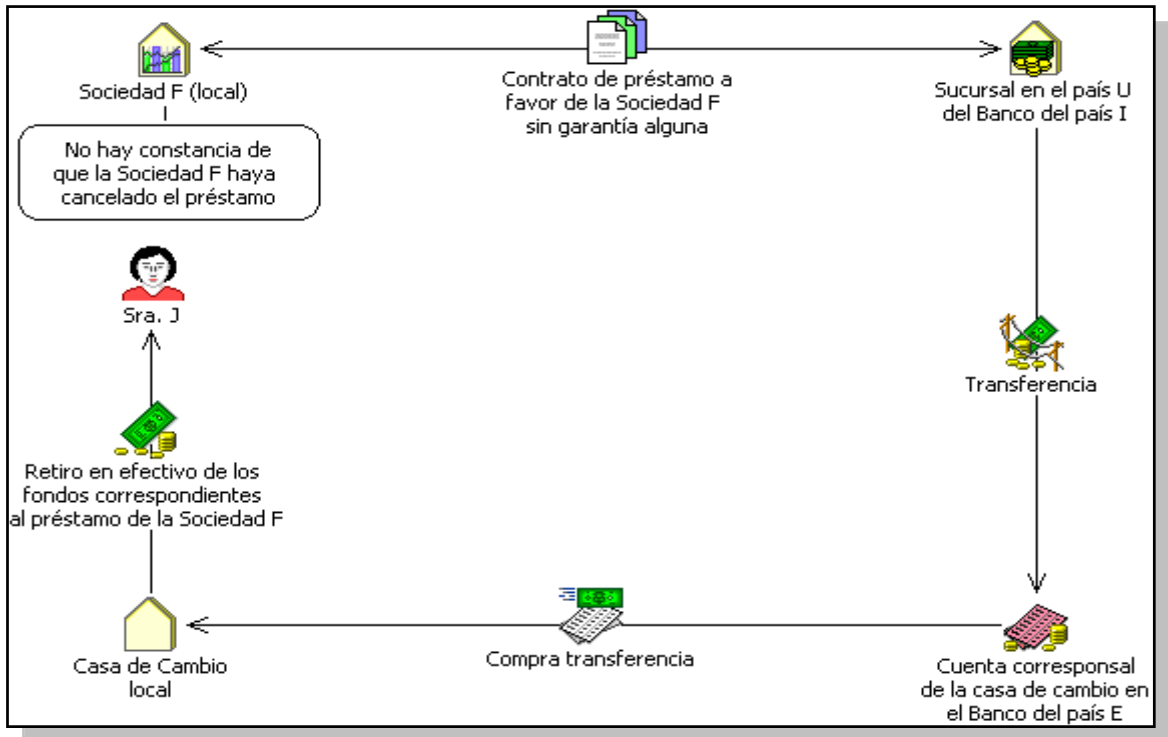 Sociedad F (local)
No hay constancia de
que la Sociedad F haya
cancelado el préstamo
Contrato de préstamo a
favor de la Sociedad F
sin garantía alguna
Sucursal en el país U
del Banco del país I
Sra. J
Transferencia
Retiro en efectivo de los
fondos correspondientes
al préstamo de la Sociedad F
Casa de Cambio
local
Compra transferencia
Cuenta corresponsal
de la casa de cambio en
el Banco del país E